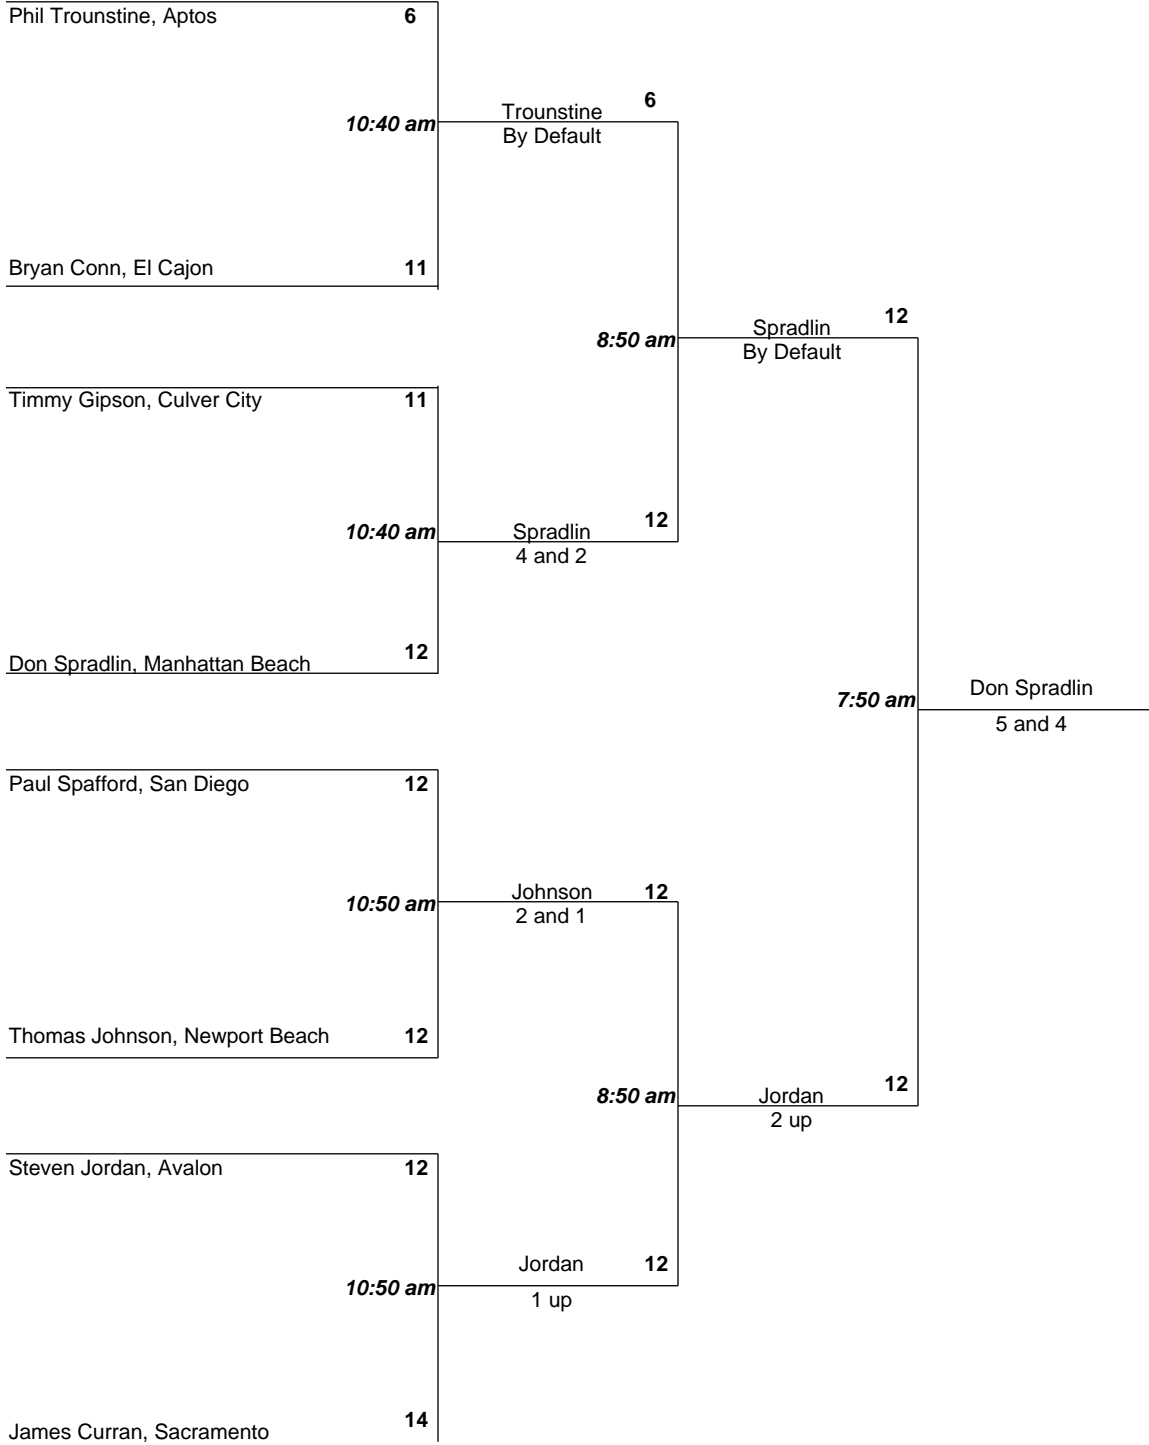 Phil Trounstine, Aptos 6
10:40 am
Trounstine 6
By Default
Bryan Conn, El Cajon 11
8:50 am
Spradlin 12
By Default
Timmy Gipson, Culver City 11
10:40 am
Spradlin 12
4 and 2
Don Spradlin, Manhattan Beach 12
7:50 am
Don Spradlin
5 and 4
Paul Spafford, San Diego 12
10:50 am
Johnson 12
2 and 1
Thomas Johnson, Newport Beach 12
8:50 am
Jordan 12
2 up
Steven Jordan, Avalon 12
10:50 am
Jordan 12
1 up
James Curran, Sacramento 14